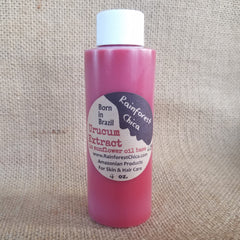 Rainforest
Chica
Born
in
Brazil
Urucum
Extract
in sunflower oil base
www.RainforestChica.com
Amazonian Products
For Skin & Hair Care
4 oz.